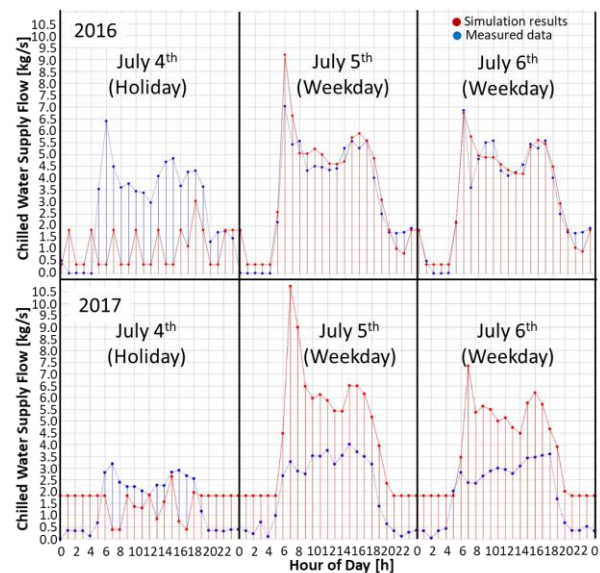 2016
Simulation results
Measured data
July 4th
(Holiday)
July 5th
(Weekday)
July 6th
(Weekday)
Chilled Water Supply Flow [kg/s]
10.5
10.0
9.5
9.0
8.5
8.0
7.5
7.0
6.5
6.0
5.5
5.0
4.5
4.0
3.5
3.0
2.5
2.0
1.5
1.0
0.5
0.0
2017
July 4th
(Holiday)
July 5th
(Weekday)
July 6th
(Weekday)
Chilled Water Supply Flow [kg/s]
10.5
10.0
9.5
9.0
8.5
8.0
7.5
7.0
6.5
6.0
5.5
5.0
4.5
4.0
3.5
3.0
2.5
2.0
1.5
1.0
0.5
0.0
0 2 4 6 8 10 12 14 16 18 20 22 0 2 4 6 8 10 12 14 16 18 20 22 0 2 4 6 8 10 12 14 16 18 20 22 0
Hour of Day [h]